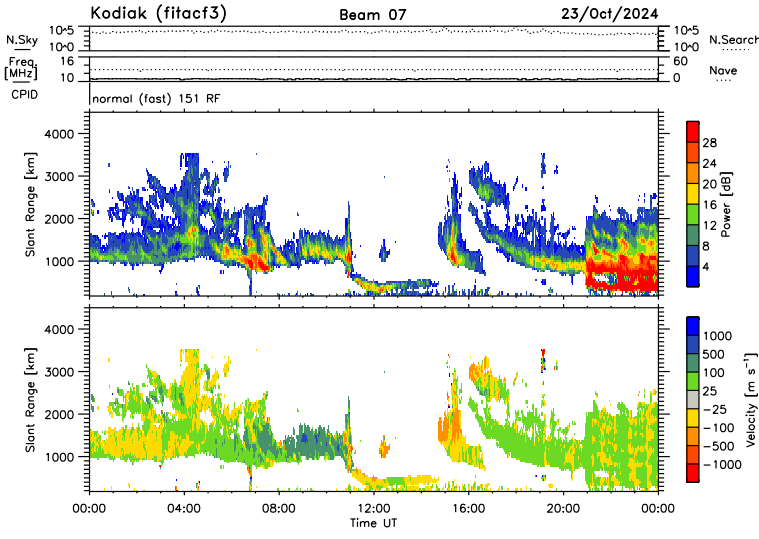 Kodiak (fitacf3) Beam 07 23/Oct/2024
N.Sky 10^5 10^0 10^5 10^0 N.Search
Freq. [MHz] 16 10 60 0 Nave
CPID normal (fast) 151 RF
Slant Range [km] 4000 3000 2000 1000
Power [dB] 28 24 20 16 12 8 4
Slant Range [km] 4000 3000 2000 1000
Velocity [m s⁻¹] 1000 500 100 25 −25 −100 −500 −1000
00:00 04:00 08:00 12:00 16:00 20:00 00:00
Time UT